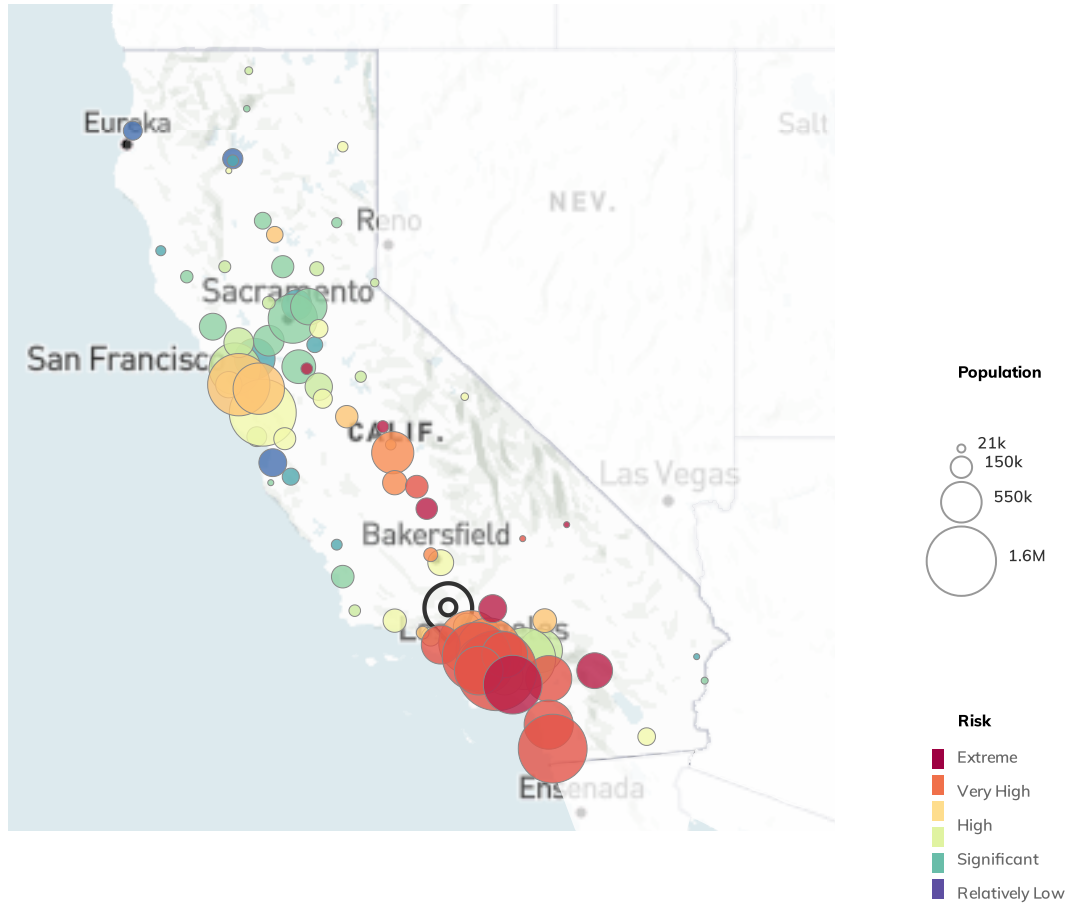 Eureka
Salt
NEV.
Reno
Sacramento
San Francisc
CALIF.
Las Vegas
Bakersfield
Ensenada
Population
21k
150k
550k
1.6M
Risk
Extreme
Very High
High
Significant
Relatively Low